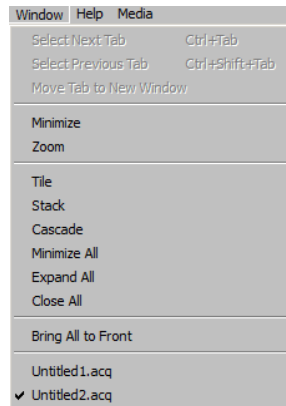 Window Help Media
Select Next Tab Ctrl+Tab
Select Previous Tab Ctrl+Shift+Tab
Move Tab to New Window
Minimize
Zoom
Tile
Stack
Cascade
Minimize All
Expand All
Close All
Bring All to Front
Untitled1.acq
Untitled2.acq